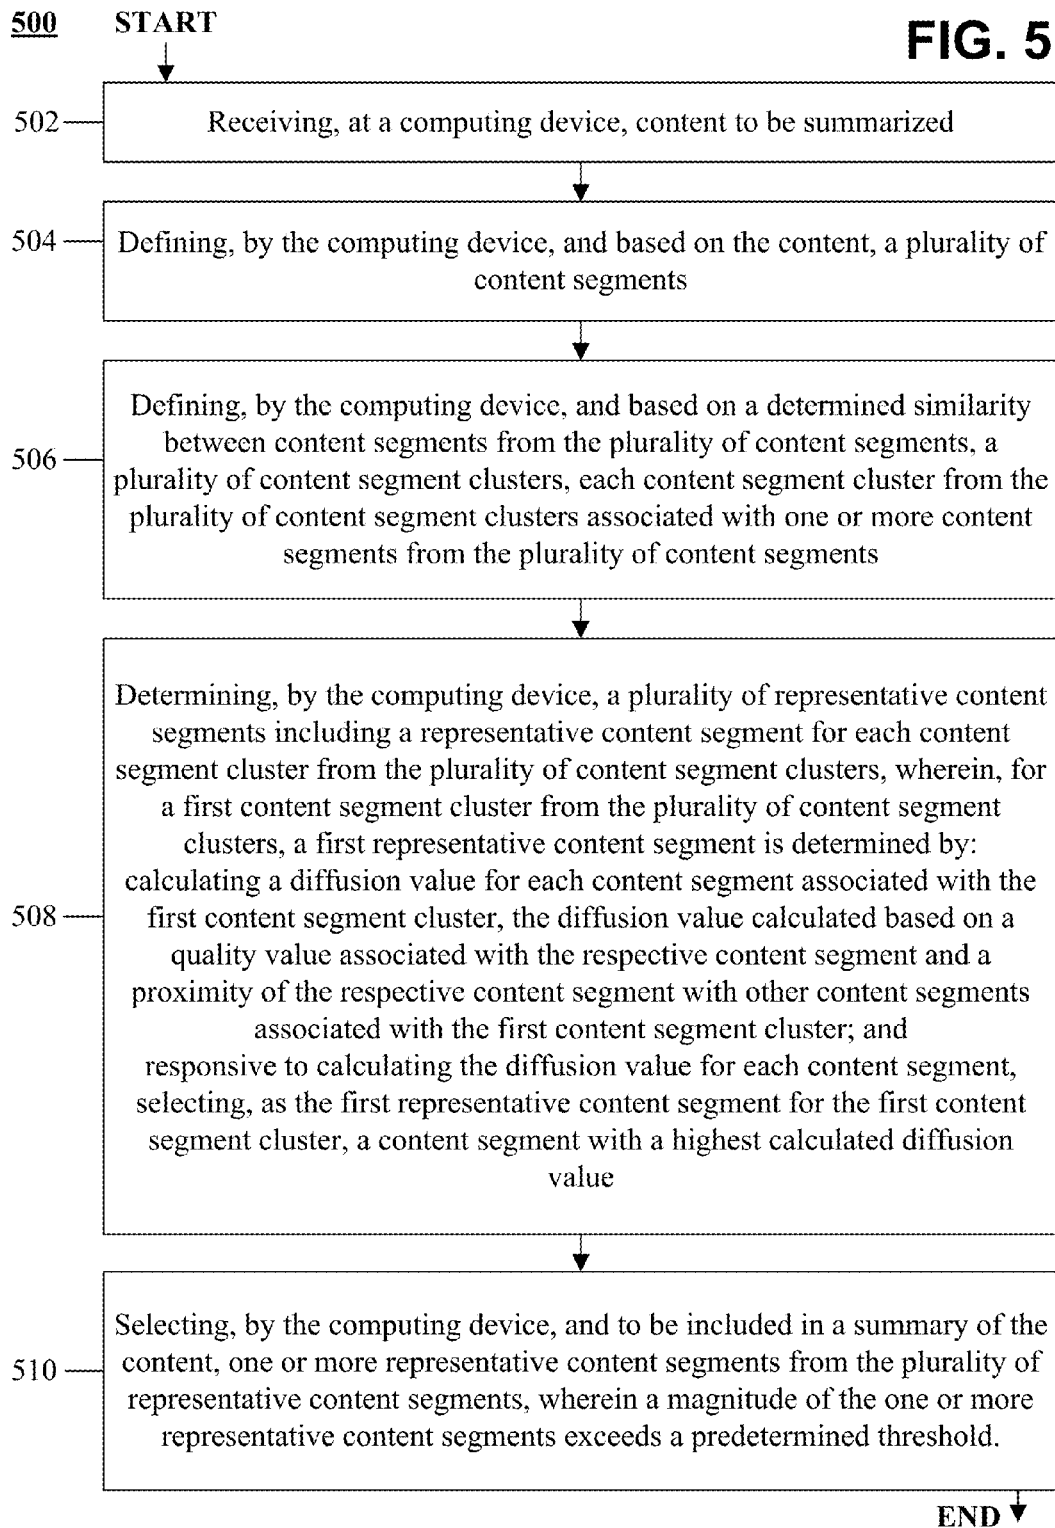 500 START
FIG. 5
502
Receiving, at a computing device, content to be summarized
504
Defining, by the computing device, and based on the content, a plurality of
content segments
506
Defining, by the computing device, and based on a determined similarity
between content segments from the plurality of content segments, a
plurality of content segment clusters, each content segment cluster from the
plurality of content segment clusters associated with one or more content
segments from the plurality of content segments
508
Determining, by the computing device, a plurality of representative content
segments including a representative content segment for each content
segment cluster from the plurality of content segment clusters, wherein, for
a first content segment cluster from the plurality of content segment
clusters, a first representative content segment is determined by:
calculating a diffusion value for each content segment associated with the
first content segment cluster, the diffusion value calculated based on a
quality value associated with the respective content segment and a
proximity of the respective content segment with other content segments
associated with the first content segment cluster; and
responsive to calculating the diffusion value for each content segment,
selecting, as the first representative content segment for the first content
segment cluster, a content segment with a highest calculated diffusion
value
510
Selecting, by the computing device, and to be included in a summary of the
content, one or more representative content segments from the plurality of
representative content segments, wherein a magnitude of the one or more
representative content segments exceeds a predetermined threshold.
END